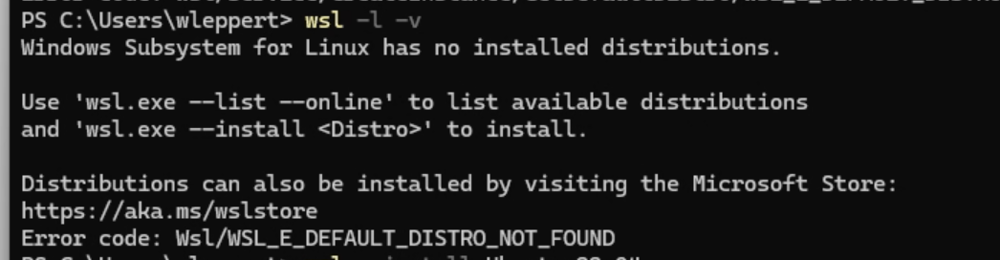 PS C:\Users\wleppert> wsl -l -v
Windows Subsystem for Linux has no installed distributions.
Use 'wsl.exe --list --online' to list available distributions
and 'wsl.exe --install <Distro>' to install.
Distributions can also be installed by visiting the Microsoft Store:
https://aka.ms/wslstore
Error code: Wsl/WSL_E_DEFAULT_DISTRO_NOT_FOUND